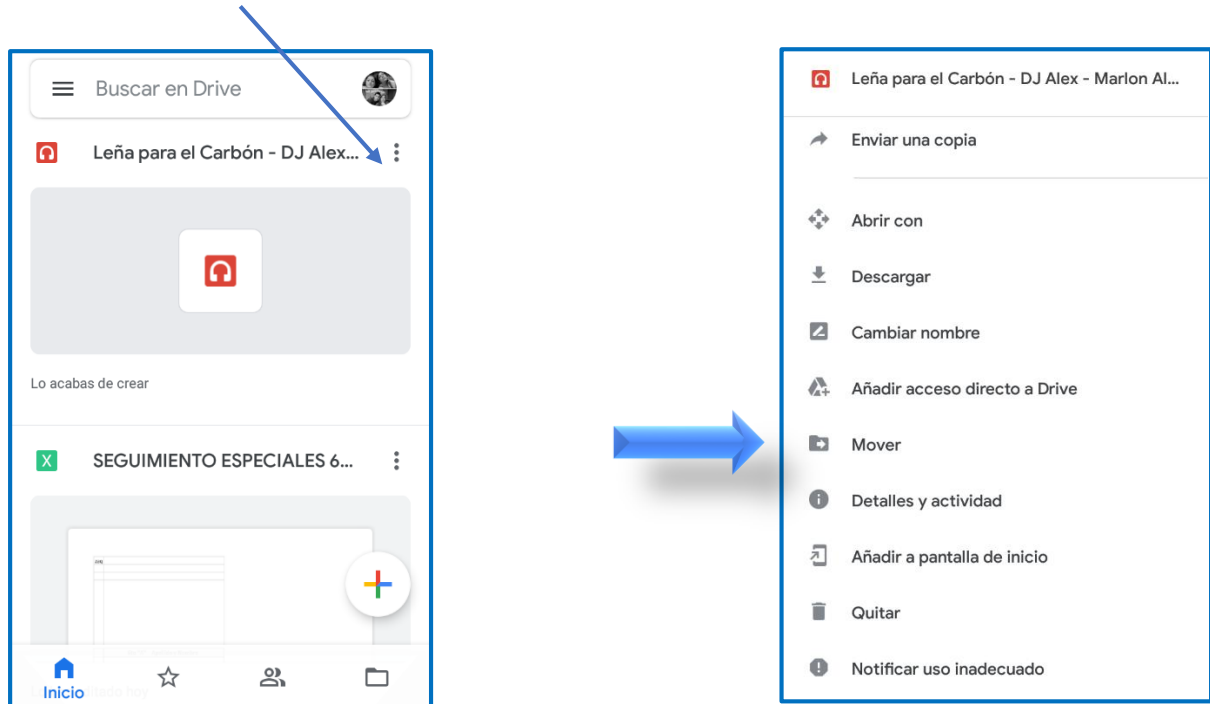 Buscar en Drive
Leña para el Carbón - DJ Alex...
Lo acabas de crear
X
SEGUIMIENTO ESPECIALES 6...
Inicio
Leña para el Carbón - DJ Alex - Marlon Al...
Enviar una copia
Abrir con
Descargar
Cambiar nombre
Añadir acceso directo a Drive
Mover
Detalles y actividad
Añadir a pantalla de inicio
Quitar
Notificar uso inadecuado